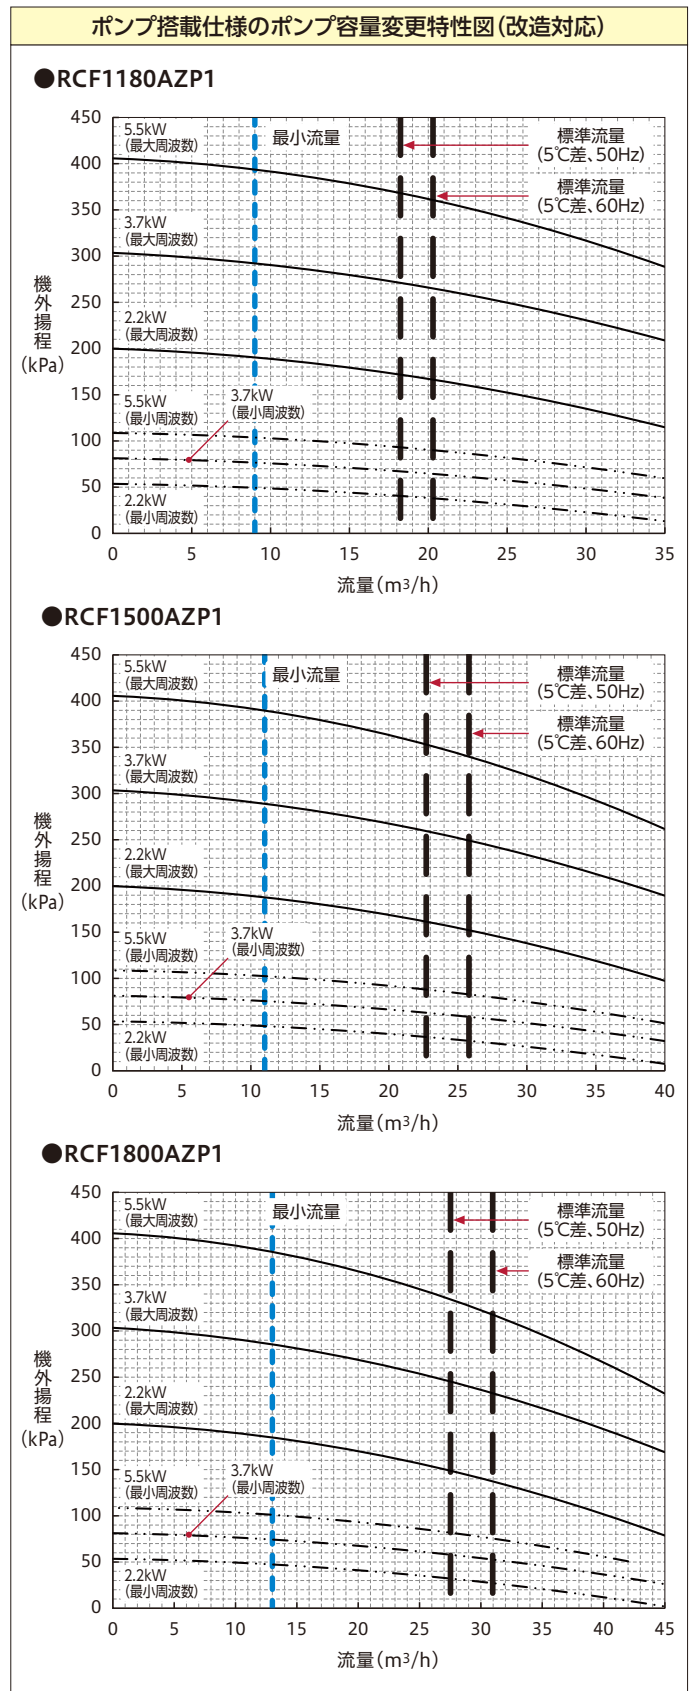 ポンプ搭載仕様のポンプ容量変更特性図(改造対応)
●RCF1180AZP1
450
400
350
300
250
200
150
100
50
0
機外揚程
(kPa)
5.5kW
(最大周波数)
最小流量
標準流量
(5℃差、50Hz)
標準流量
(5℃差、60Hz)
3.7kW
(最大周波数)
2.2kW
(最大周波数)
5.5kW
(最小周波数)
3.7kW
(最小周波数)
2.2kW
(最小周波数)
0 5 10 15 20 25 30 35
流量(m3/h)
●RCF1500AZP1
450
400
350
300
250
200
150
100
50
0
機外揚程
(kPa)
5.5kW
(最大周波数)
最小流量
標準流量
(5℃差、50Hz)
標準流量
(5℃差、60Hz)
3.7kW
(最大周波数)
2.2kW
(最大周波数)
5.5kW
(最小周波数)
3.7kW
(最小周波数)
2.2kW
(最小周波数)
0 5 10 15 20 25 30 35 40
流量(m3/h)
●RCF1800AZP1
450
400
350
300
250
200
150
100
50
0
機外揚程
(kPa)
5.5kW
(最大周波数)
最小流量
標準流量
(5℃差、50Hz)
標準流量
(5℃差、60Hz)
3.7kW
(最大周波数)
2.2kW
(最大周波数)
5.5kW
(最小周波数)
3.7kW
(最小周波数)
2.2kW
(最小周波数)
0 5 10 15 20 25 30 35 40 45
流量(m3/h)